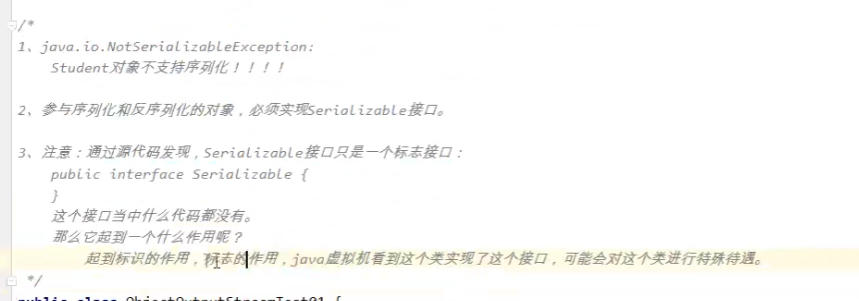 /*
1、java.io.NotSerializableException:
Student对象不支持序列化！！！！
2、参与序列化和反序列化的对象，必须实现Serializable接口。
3、注意：通过源代码发现，Serializable接口只是一个标志接口：
public interface Serializable {
}
这个接口当中什么代码都没有。
那么它起到一个什么作用呢？
起到标识的作用，标志的作用，java虚拟机看到这个类实现了这个接口，可能会对这个类进行特殊待遇。
*/
public class ObjectOutputStreamTest01 {